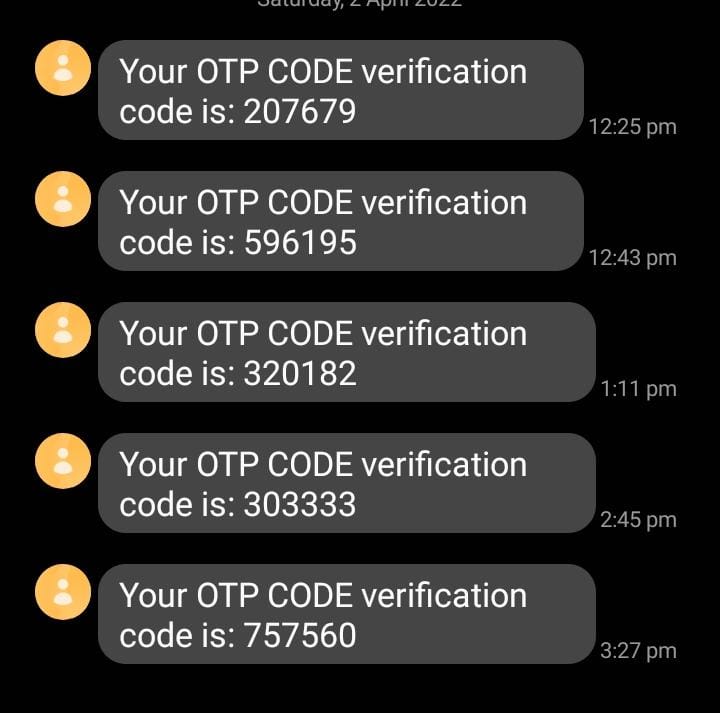 Saturday, 2 April 2022
Your OTP CODE verification
code is: 207679
12:25 pm
Your OTP CODE verification
code is: 596195
12:43 pm
Your OTP CODE verification
code is: 320182
1:11 pm
Your OTP CODE verification
code is: 303333
2:45 pm
Your OTP CODE verification
code is: 757560
3:27 pm